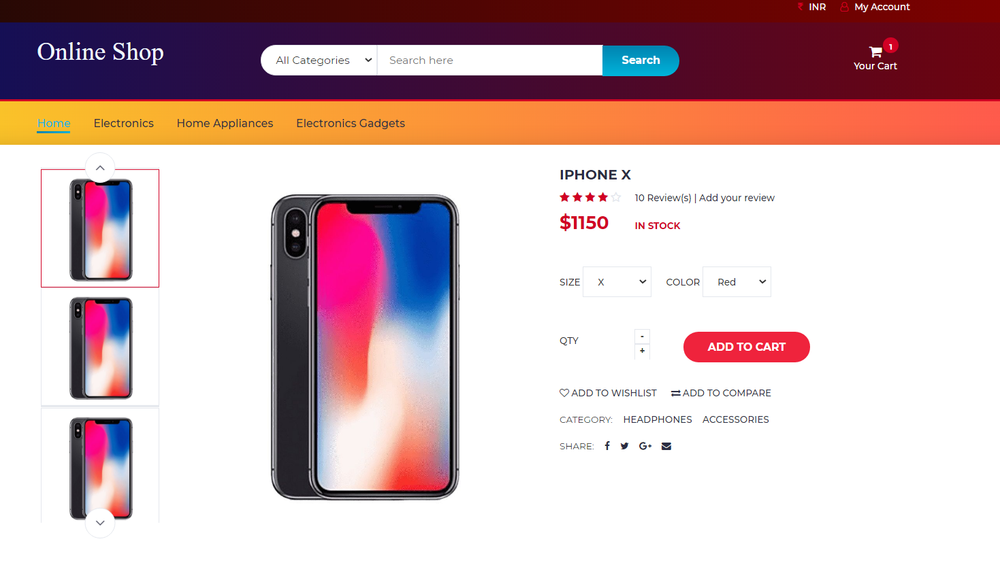 INR My Account
Online Shop
All Categories Search here Search
1
Your Cart
Home Electronics Home Appliances Electronics Gadgets
IPHONE X
10 Review(s) | Add your review
$1150 IN STOCK
SIZE X COLOR Red
QTY - + ADD TO CART
ADD TO WISHLIST ADD TO COMPARE
CATEGORY: HEADPHONES ACCESSORIES
SHARE: f G+